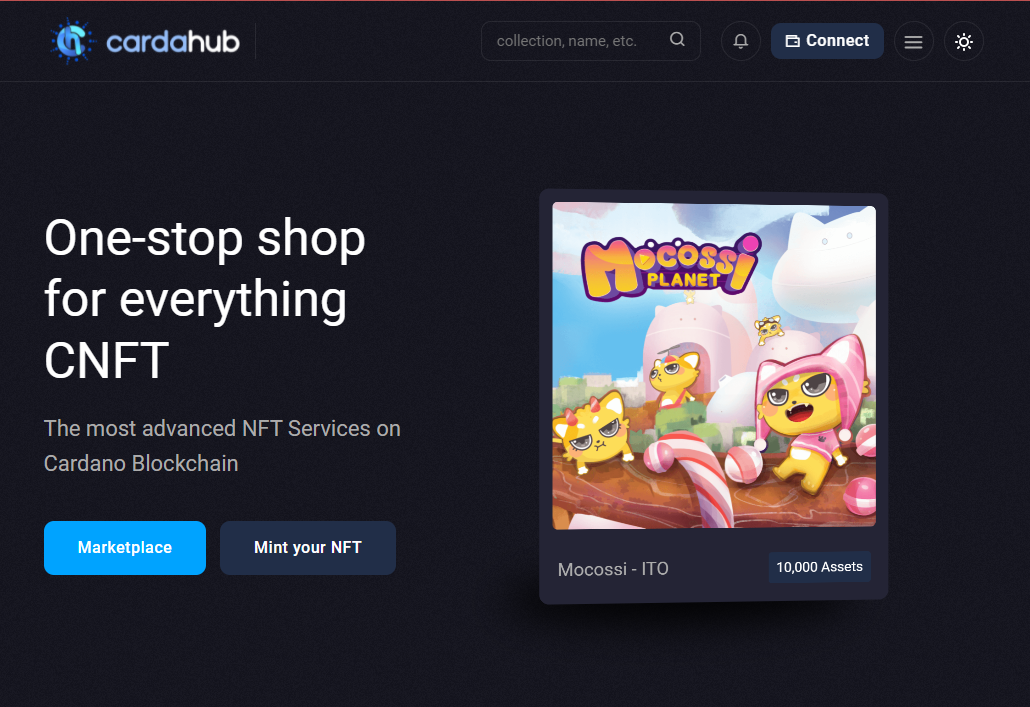 cardahub
collection, name, etc.
Connect
One-stop shop
for everything
CNFT
The most advanced NFT Services on
Cardano Blockchain
Marketplace
Mint your NFT
MOCOSSi
PLANET
Mocossi - ITO
10,000 Assets